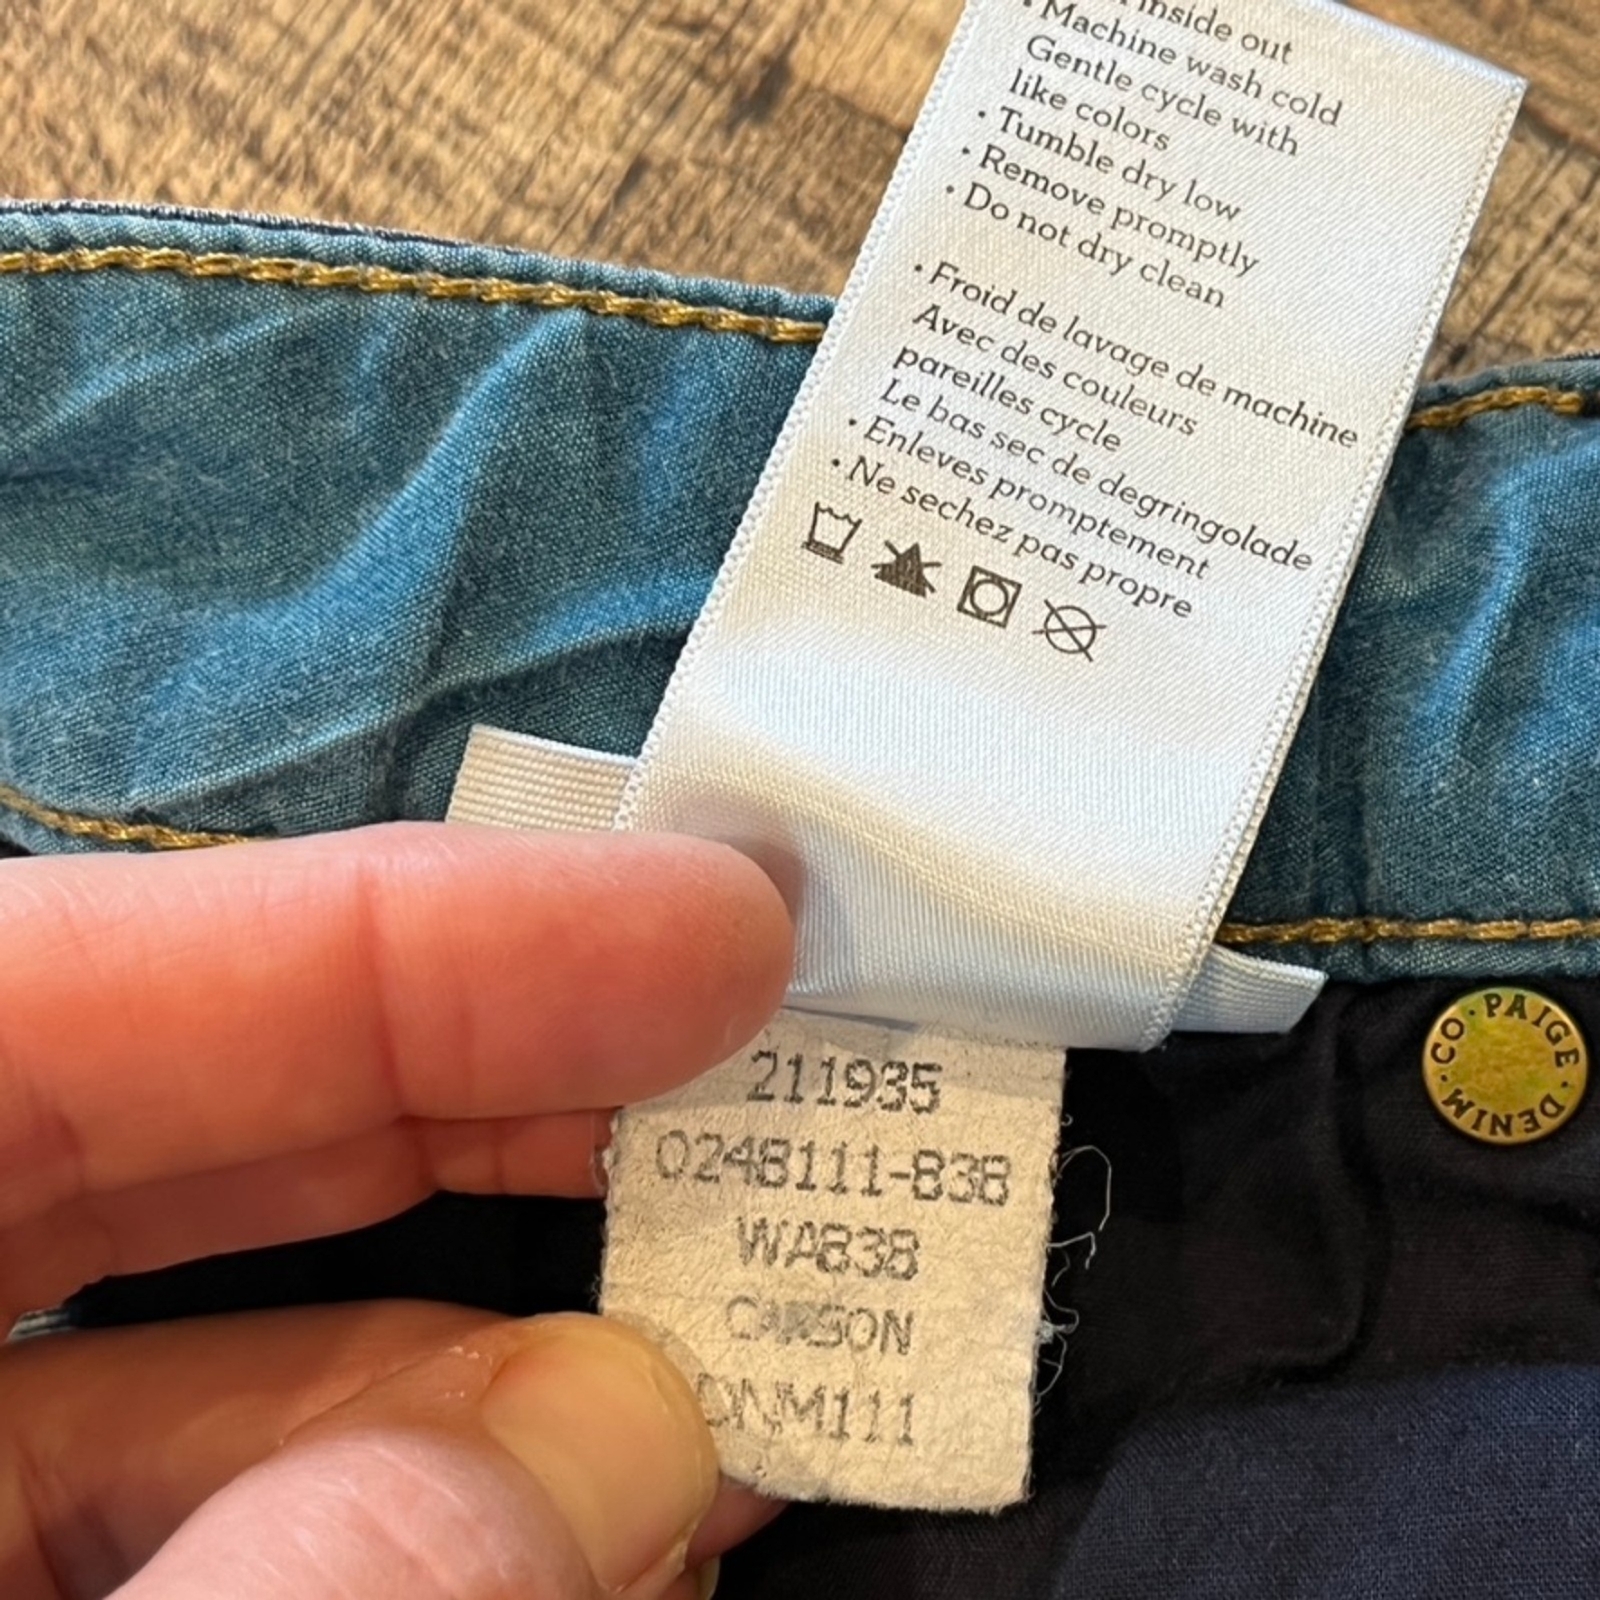 inside out
• Machine wash cold
Gentle cycle with
like colors
• Tumble dry low
• Remove promptly
• Do not dry clean
• Froid de lavage de machine
Avec des couleurs
pareilles cycle
Le bas sec de degringolade
• Enleves promptement
• Ne sechez pas propre
211935
0248111-838
WA838
CARSON
DNM111
PAIGE · DENIM · CO ·